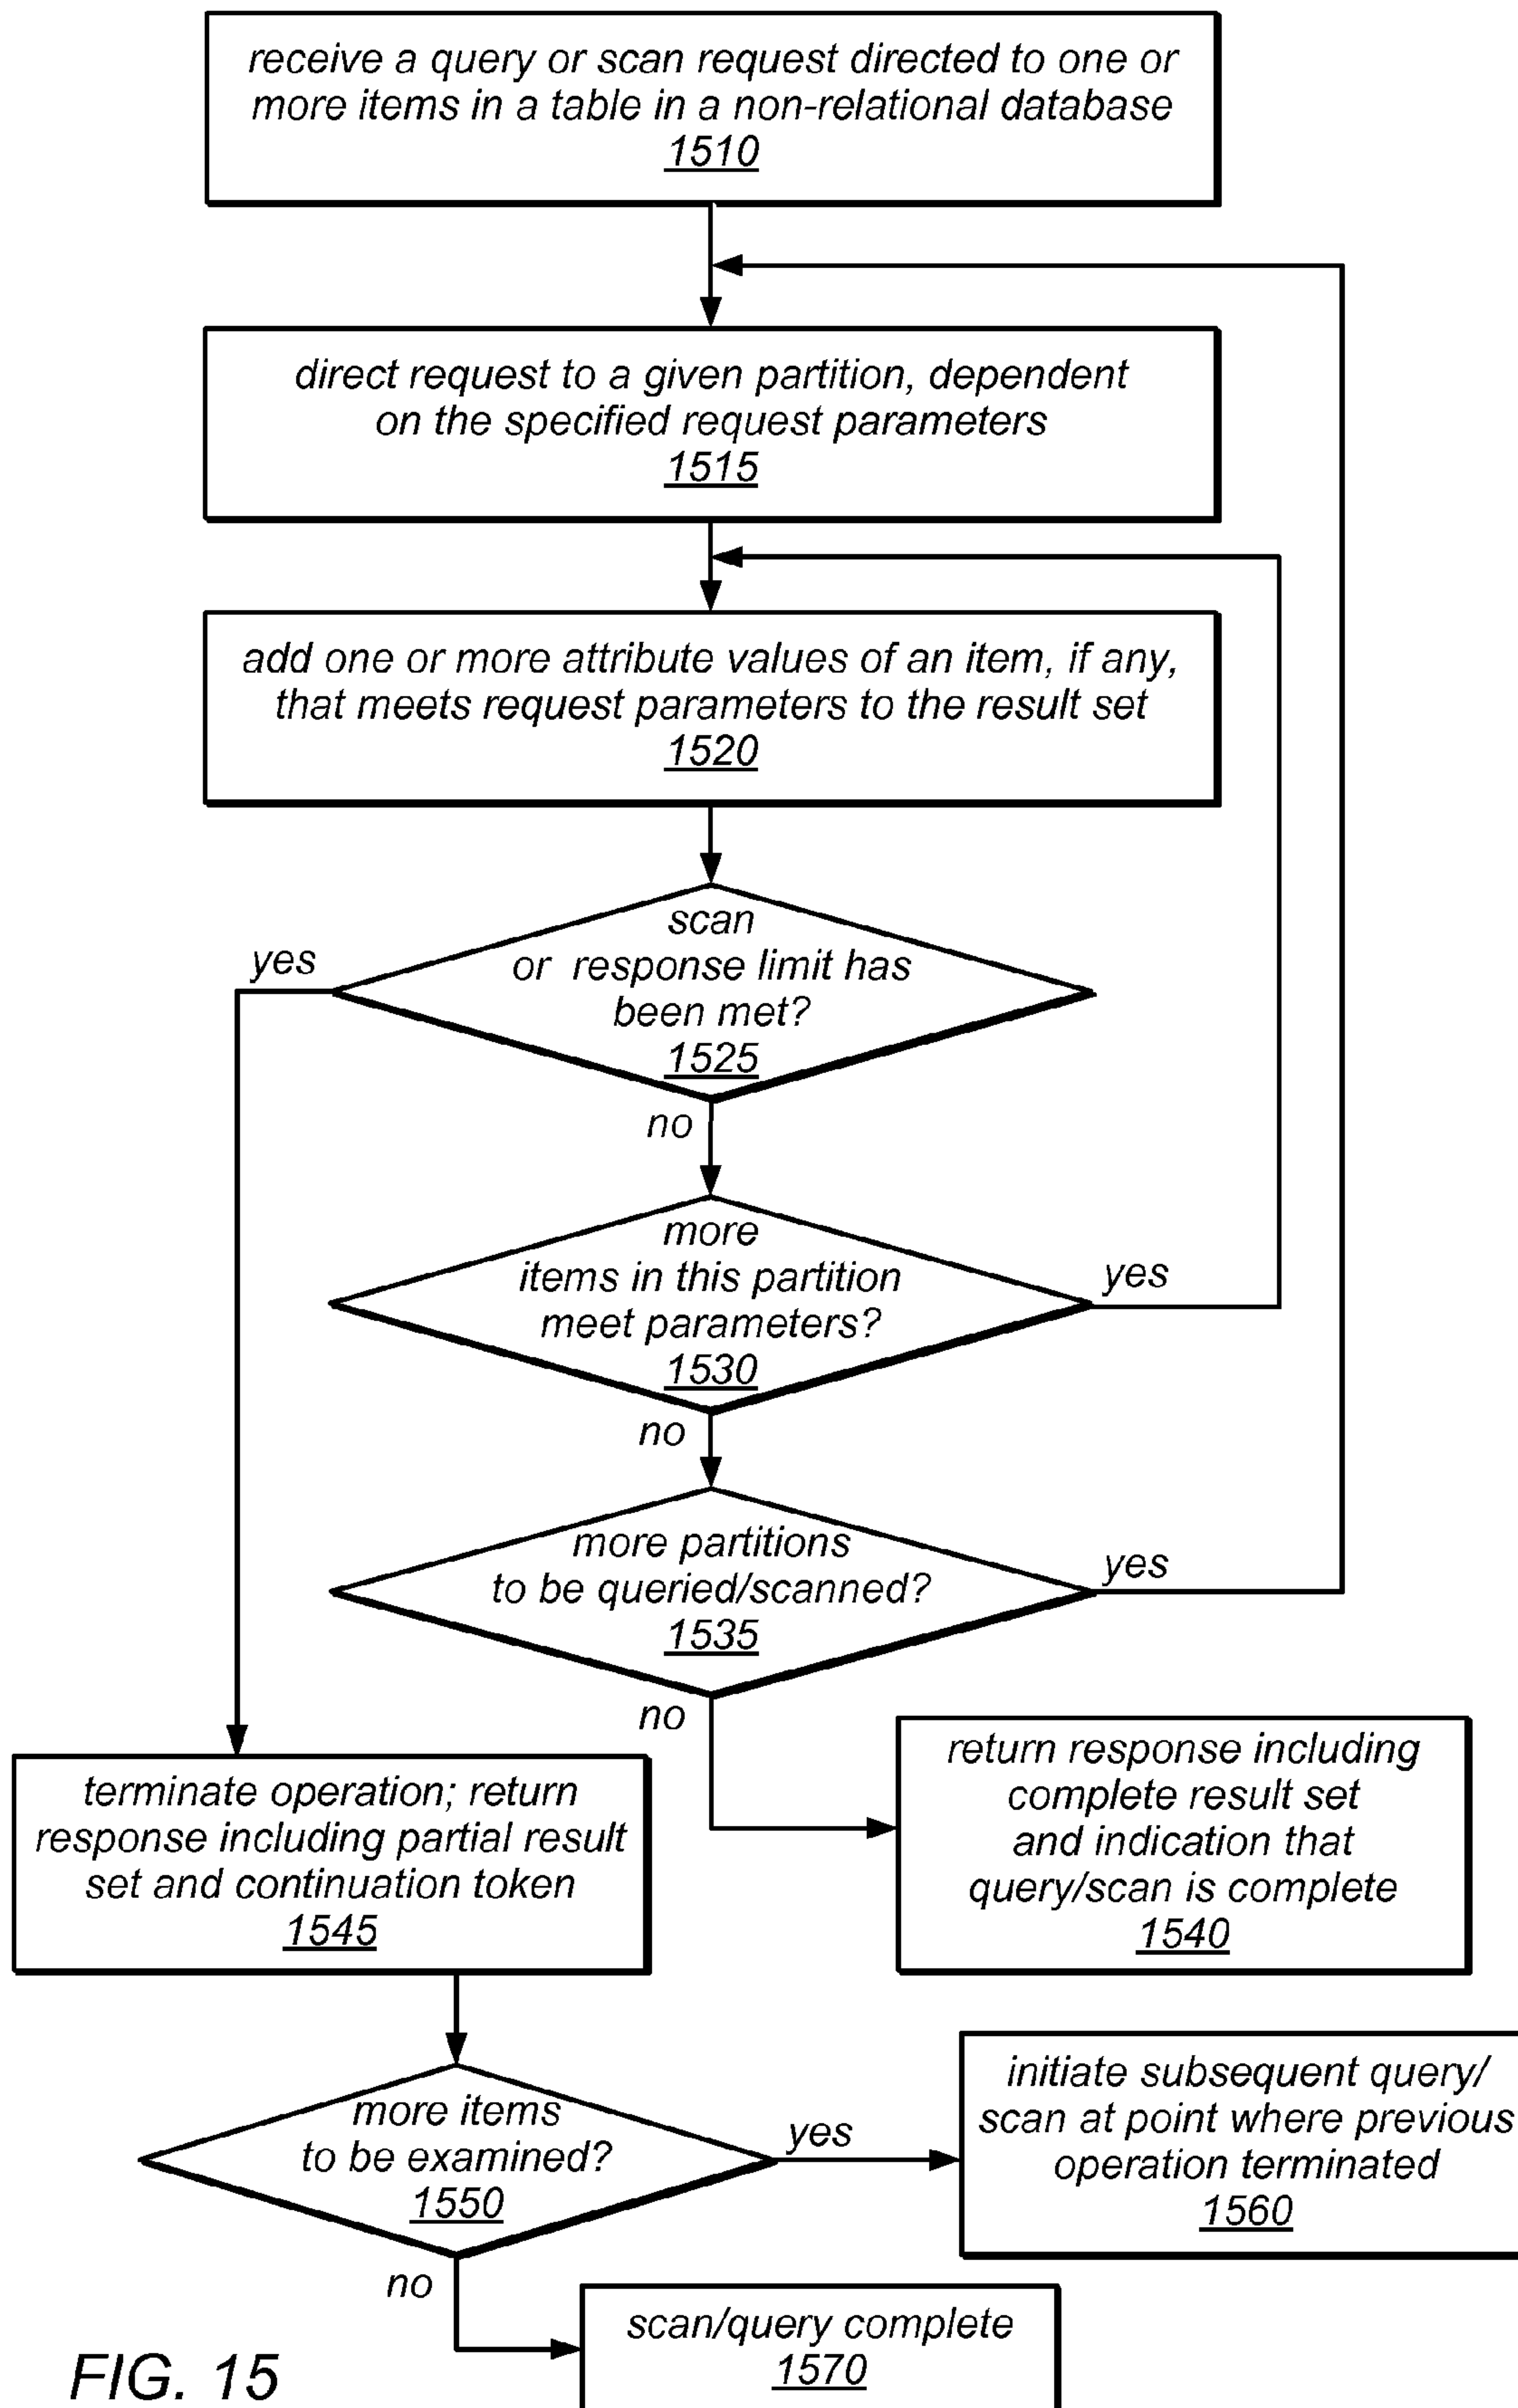 receive a query or scan request directed to one or
more items in a table in a non-relational database
1510
direct request to a given partition, dependent
on the specified request parameters
1515
add one or more attribute values of an item, if any,
that meets request parameters to the result set
1520
scan
or response limit has
been met?
1525
yes
no
more
items in this partition
meet parameters?
1530
yes
no
more partitions
to be queried/scanned?
1535
yes
no
return response including
complete result set
and indication that
query/scan is complete
1540
terminate operation; return
response including partial result
set and continuation token
1545
more items
to be examined?
1550
yes
initiate subsequent query/
scan at point where previous
operation terminated
1560
no
scan/query complete
1570
FIG. 15